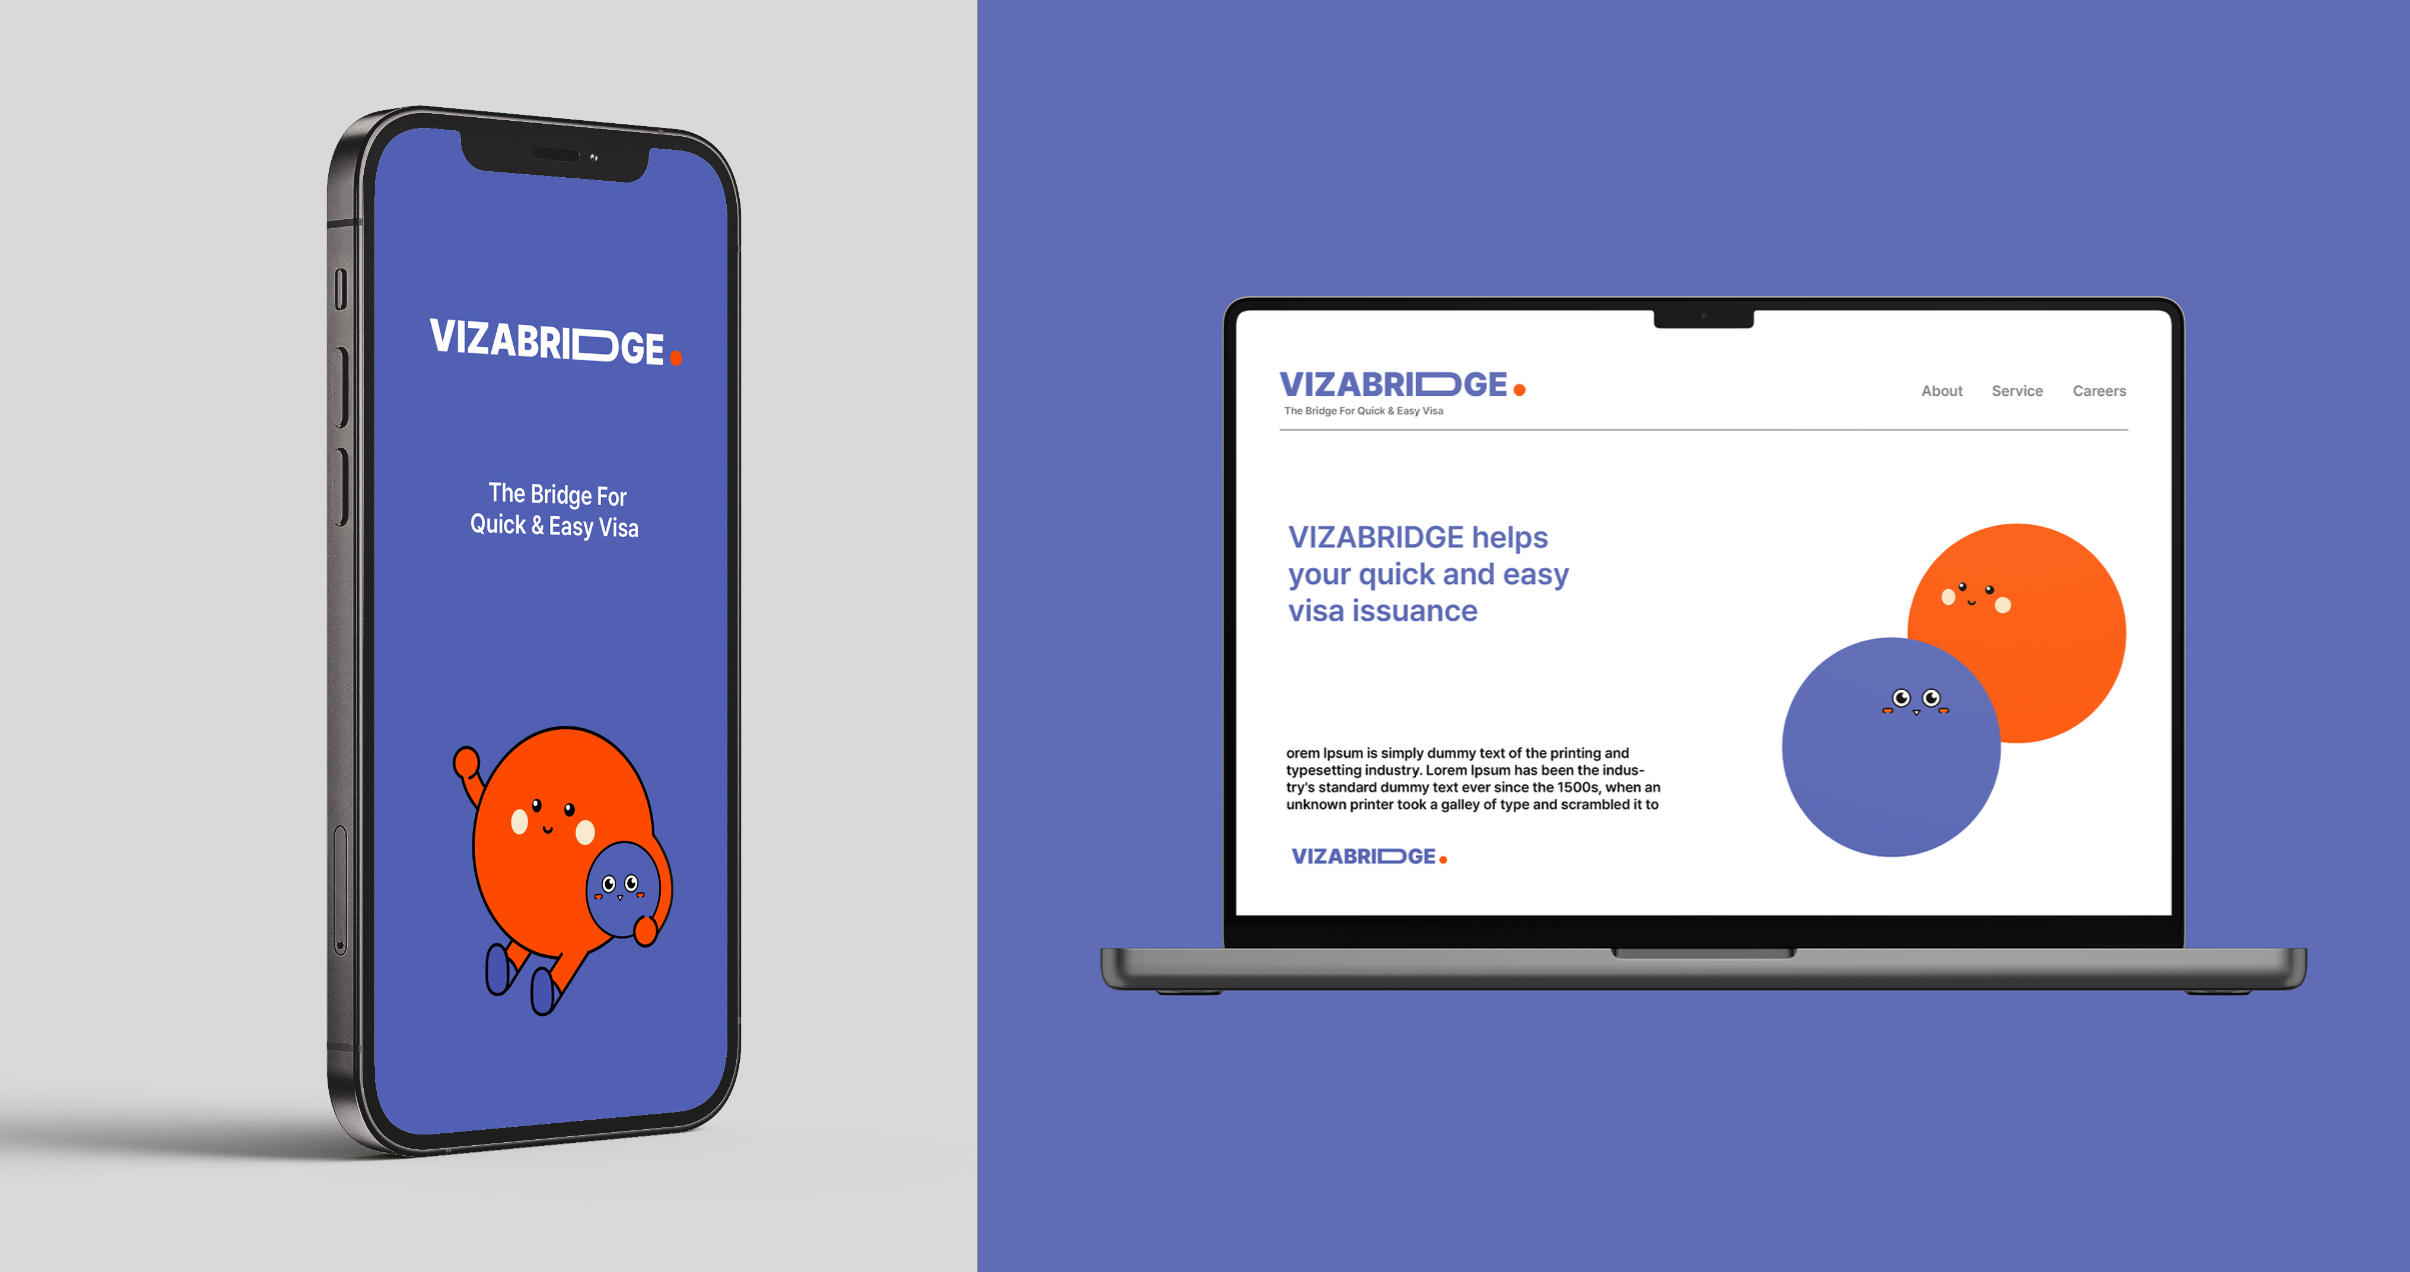 VIZABRIDGE.
The Bridge For
Quick & Easy Visa
VIZABRIDGE.
The Bridge For Quick & Easy Visa
About Service Careers
VIZABRIDGE helps
your quick and easy
visa issuance
orem Ipsum is simply dummy text of the printing and
typesetting industry. Lorem Ipsum has been the indus-
try's standard dummy text ever since the 1500s, when an
unknown printer took a galley of type and scrambled it to
VIZABRIDGE.